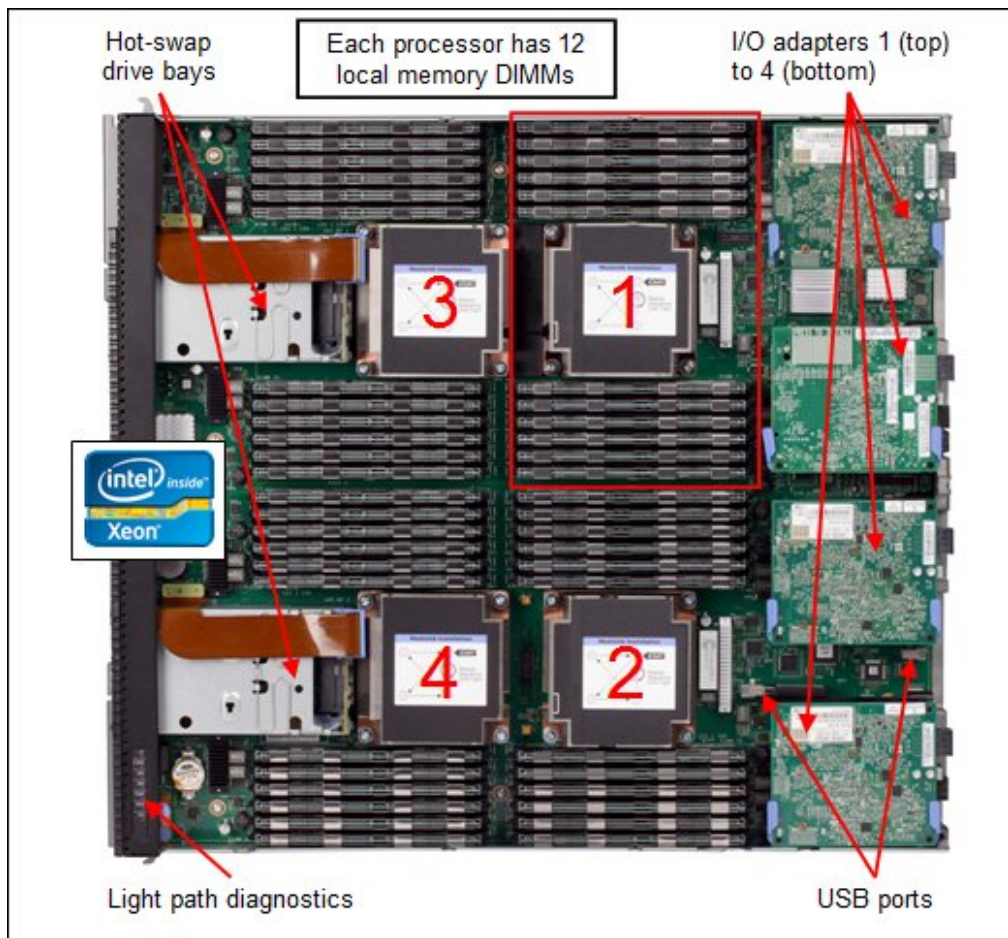 Hot-swap
drive bays
Each processor has 12
local memory DIMMs
I/O adapters 1 (top)
to 4 (bottom)
3
1
intel inside™
Xeon®
4
2
Light path diagnostics
USB ports